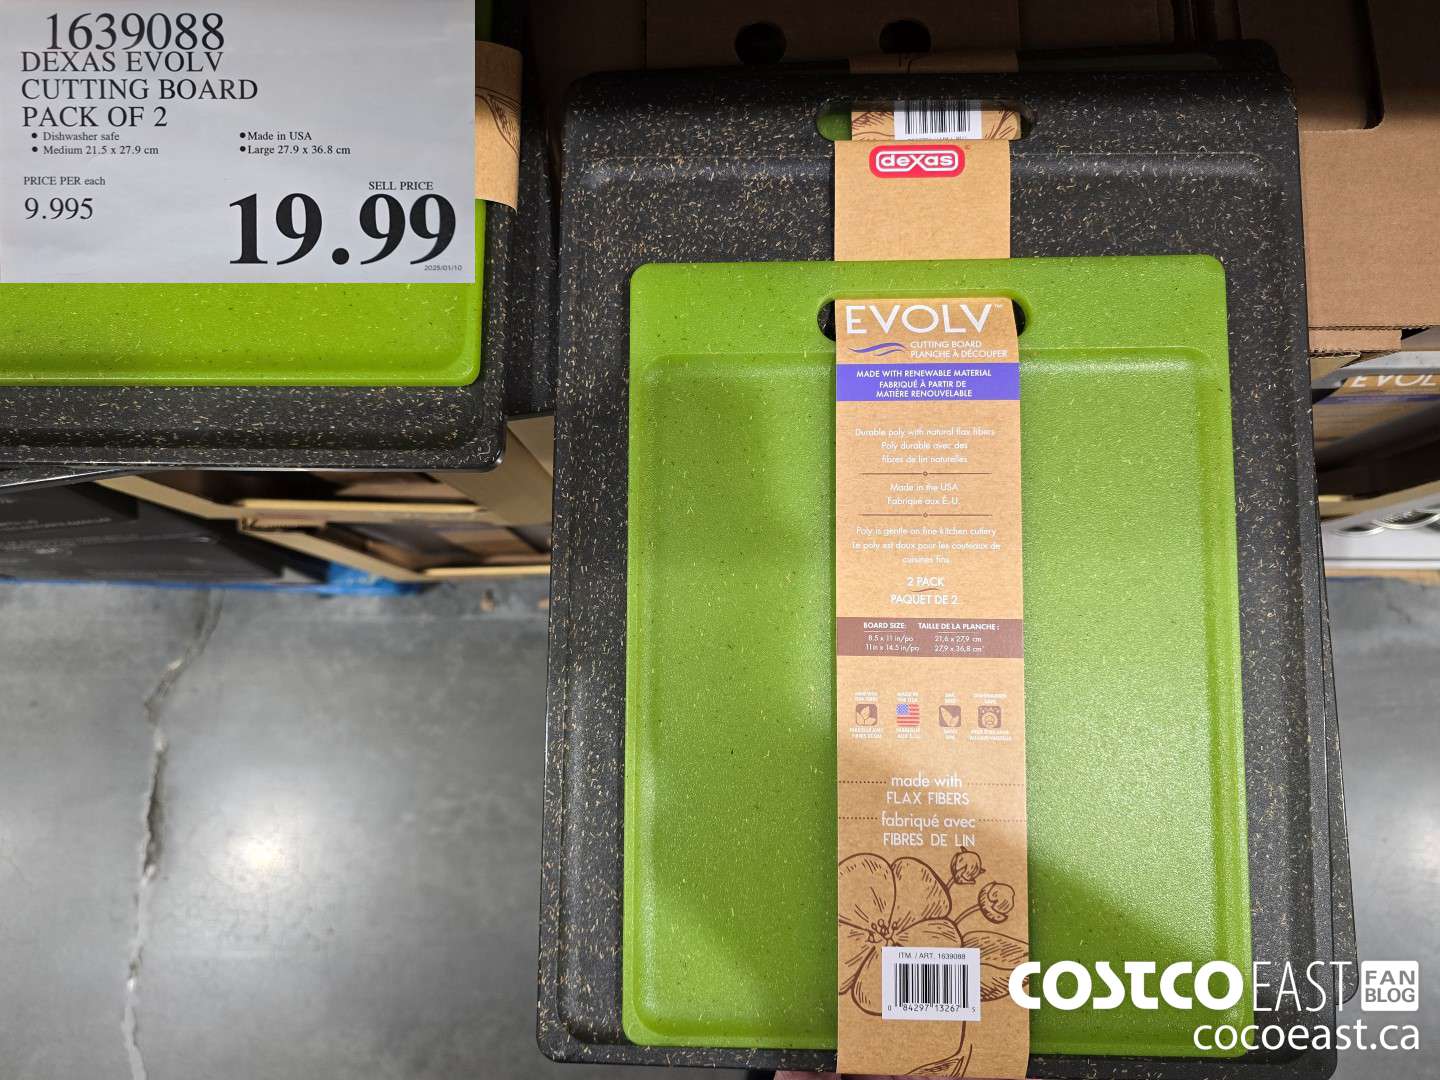 1639088
DEXAS EVOLV
CUTTING BOARD
PACK OF 2
• Dishwasher safe
• Medium 21.5 x 27.9 cm
• Made in USA
• Large 27.9 x 36.8 cm
PRICE PER each
9.995
SELL PRICE
19.99
2025/01/10
dexas
EVOLV™
CUTTING BOARD
PLANCHE À DÉCOUPER
MADE WITH RENEWABLE MATERIAL
FABRIQUÉ À PARTIR DE
MATIÈRE RENOUVELABLE
Durable poly with natural flax fibers
Poly durable avec des
fibres de lin naturelles
Made in the USA
Fabriqué aux É.-U.
Poly is gentle on fine kitchen cutlery
Le poly est doux pour les couteaux de
cuisines fins
2 PACK
PAQUET DE 2
BOARD SIZE: TAILLE DE LA PLANCHE :
8.5 x 11 in/po 21,6 x 27,9 cm
11in x 14.5 in/po 27,9 x 36,8 cm
MADE IN
THE USA
made with
FLAX FIBERS
fabriqué avec
FIBRES DE LIN
ITM. / ART. 1639088
0 84297 13267 5
EVOL
COSTCO EAST FAN
BLOG
cocoeast.ca